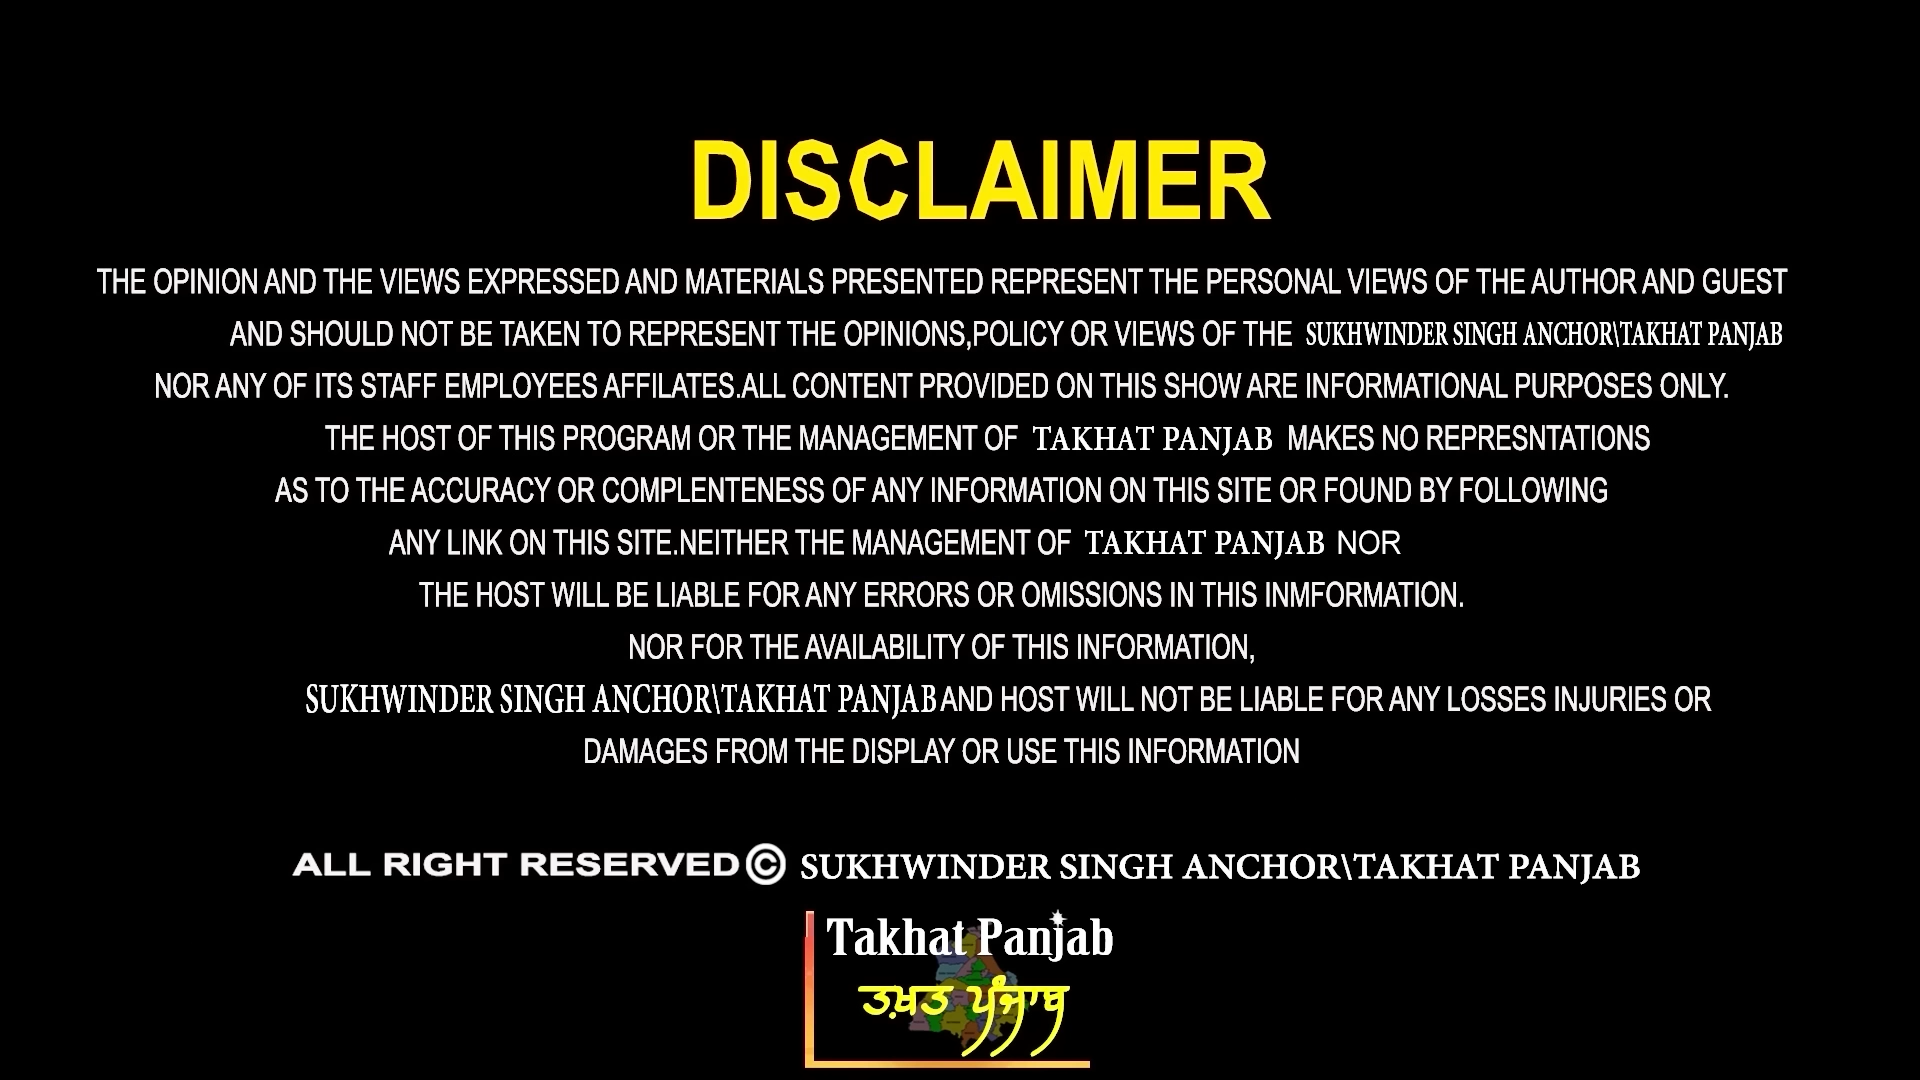 DISCLAIMER
THE OPINION AND THE VIEWS EXPRESSED AND MATERIALS PRESENTED REPRESENT THE PERSONAL VIEWS OF THE AUTHOR AND GUEST
AND SHOULD NOT BE TAKEN TO REPRESENT THE OPINIONS,POLICY OR VIEWS OF THE SUKHWINDER SINGH ANCHOR\TAKHAT PANJAB
NOR ANY OF ITS STAFF EMPLOYEES AFFILATES.ALL CONTENT PROVIDED ON THIS SHOW ARE INFORMATIONAL PURPOSES ONLY.
THE HOST OF THIS PROGRAM OR THE MANAGEMENT OF TAKHAT PANJAB MAKES NO REPRESNTATIONS
AS TO THE ACCURACY OR COMPLENTENESS OF ANY INFORMATION ON THIS SITE OR FOUND BY FOLLOWING
ANY LINK ON THIS SITE.NEITHER THE MANAGEMENT OF TAKHAT PANJAB NOR
THE HOST WILL BE LIABLE FOR ANY ERRORS OR OMISSIONS IN THIS INMFORMATION.
NOR FOR THE AVAILABILITY OF THIS INFORMATION,
SUKHWINDER SINGH ANCHOR\TAKHAT PANJAB AND HOST WILL NOT BE LIABLE FOR ANY LOSSES INJURIES OR
DAMAGES FROM THE DISPLAY OR USE THIS INFORMATION
ALL RIGHT RESERVED © SUKHWINDER SINGH ANCHOR\TAKHAT PANJAB
Takhat Panjab
ਤਖ਼ਤ ਪੰਜਾਬ